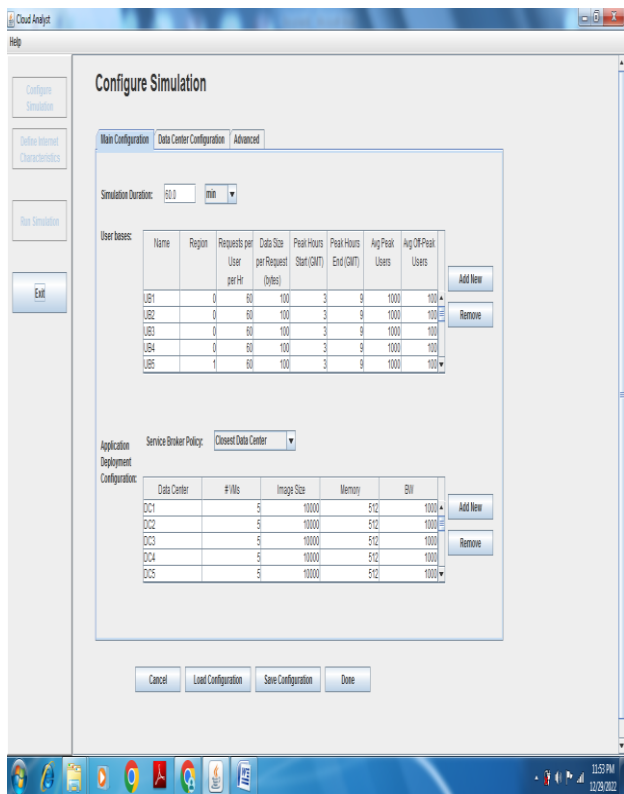 Cloud Analyst
Help
Configure Simulation
Define Internet Characteristics
Run Simulation
Exit
Configure Simulation
Main Configuration Data Center Configuration Advanced
Simulation Duration: 60.0 min
User bases:
Name Region Requests per User per Hr Data Size per Request (bytes) Peak Hours Start (GMT) Peak Hours End (GMT) Avg Peak Users Avg Off-Peak Users
UB1 0 60 100 3 9 1000 100
UB2 0 60 100 3 9 1000 100
UB3 0 60 100 3 9 1000 100
UB4 0 60 100 3 9 1000 100
UB5 1 60 100 3 9 1000 100
Add New
Remove
Application Deployment Configuration:
Service Broker Policy: Closest Data Center
Data Center # VMs Image Size Memory BW
DC1 5 10000 512 1000
DC2 5 10000 512 1000
DC3 5 10000 512 1000
DC4 5 10000 512 1000
DC5 5 10000 512 1000
Add New
Remove
Cancel Load Configuration Save Configuration Done
11:53 PM
12/29/2022